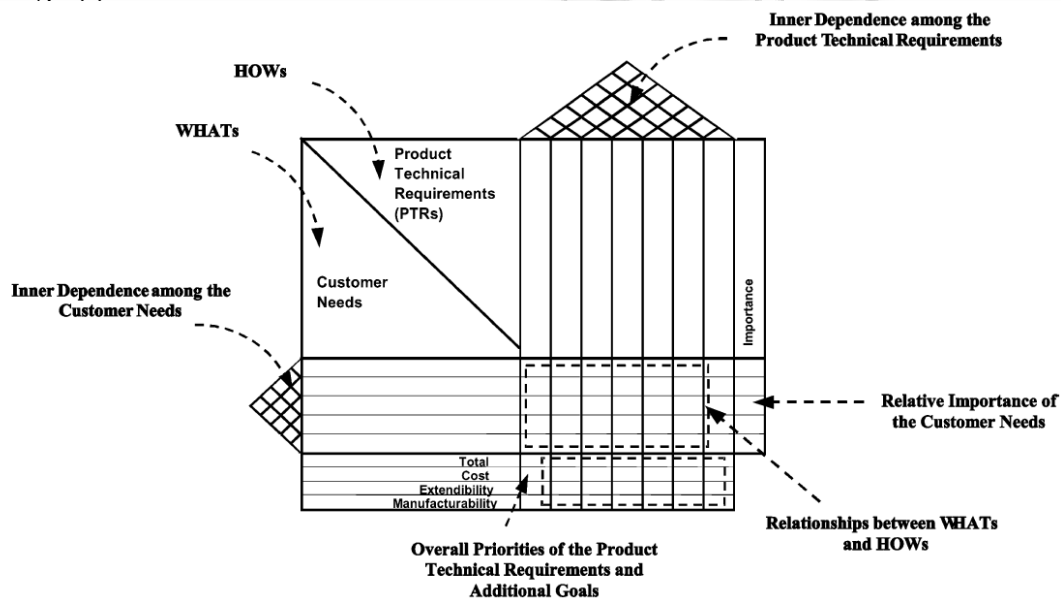 Inner Dependence among the
Product Technical Requirements
HOWs
WHATs
Product
Technical
Requirements
(PTRs)
Customer
Needs
Importance
Inner Dependence among the
Customer Needs
Relative Importance of
the Customer Needs
Total
Cost
Extendibility
Manufacturability
Relationships between WHATs
and HOWs
Overall Priorities of the Product
Technical Requirements and
Additional Goals